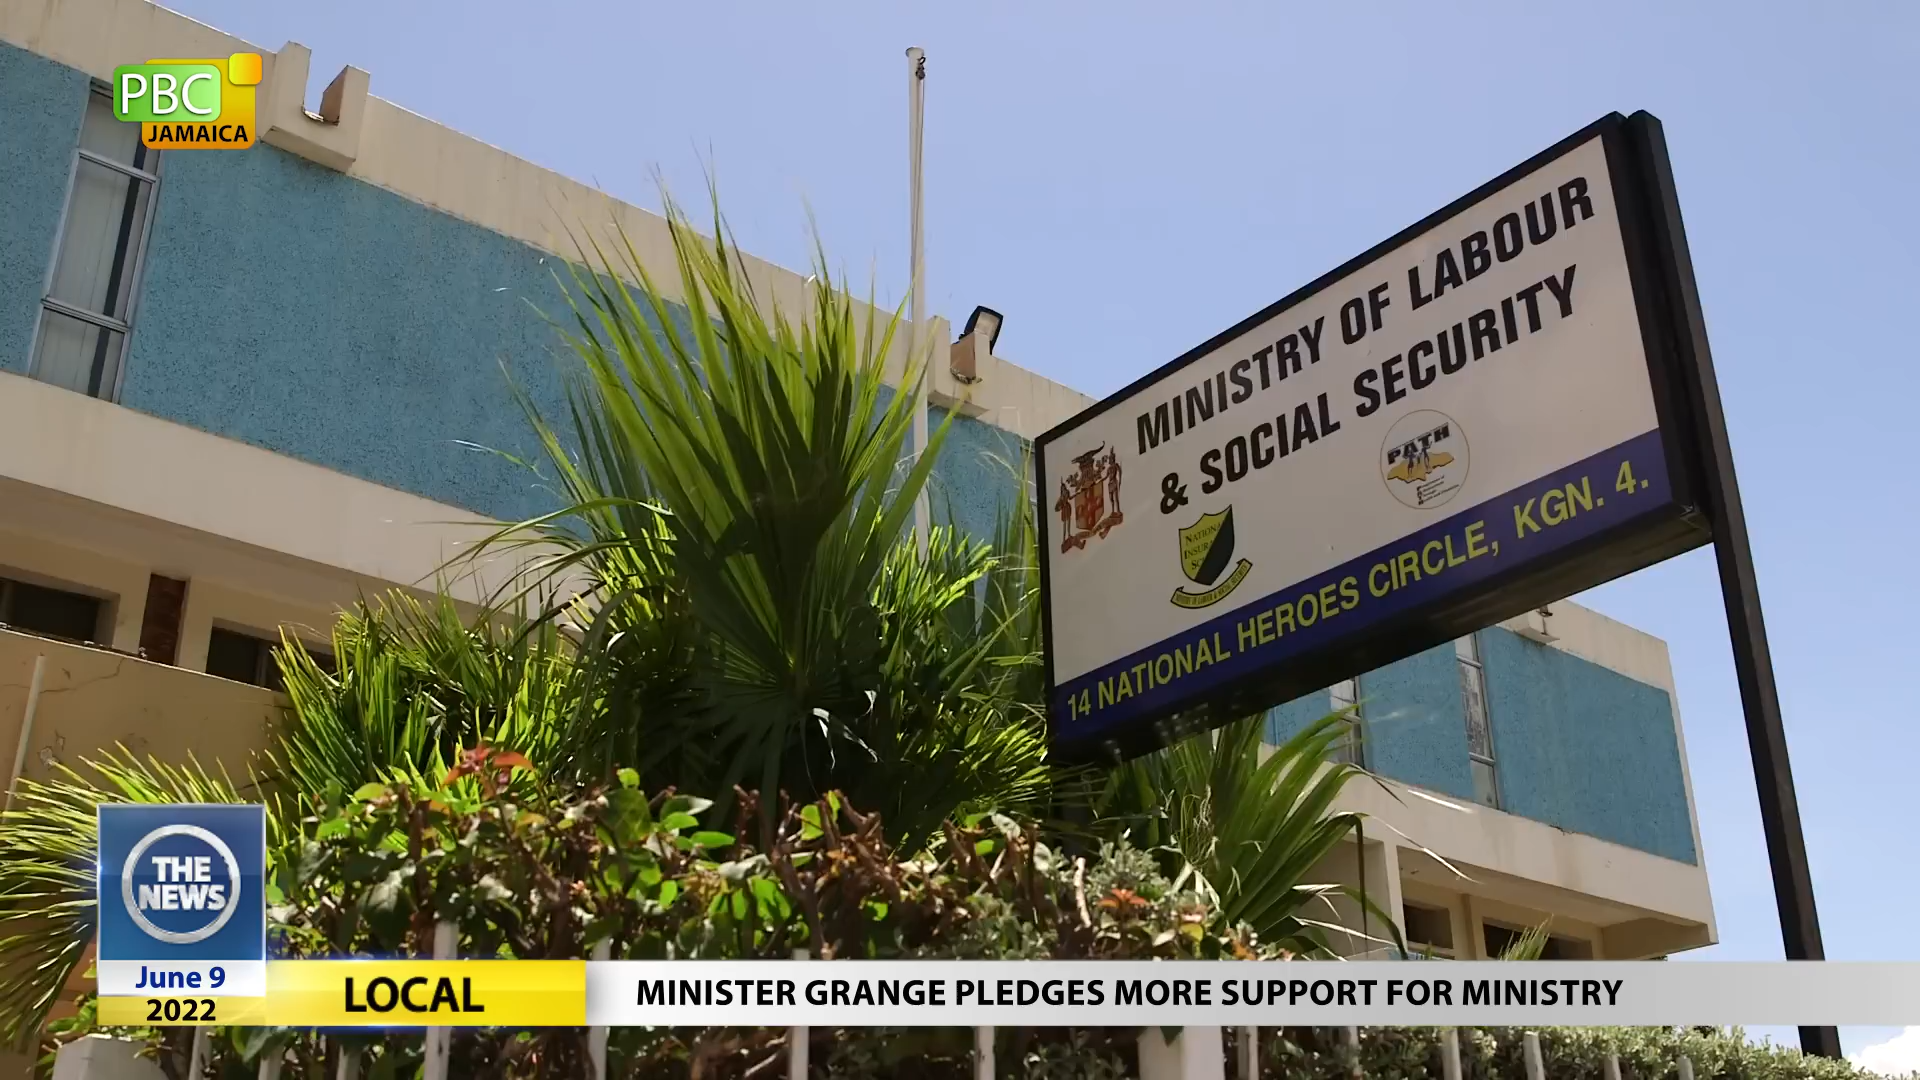 PBC
JAMAICA
MINISTRY OF LABOUR
& SOCIAL SECURITY
PATH
NATIONAL
14 NATIONAL HEROES CIRCLE, KGN. 4.
THE
NEWS
June 9
2022
LOCAL
MINISTER GRANGE PLEDGES MORE SUPPORT FOR MINISTRY